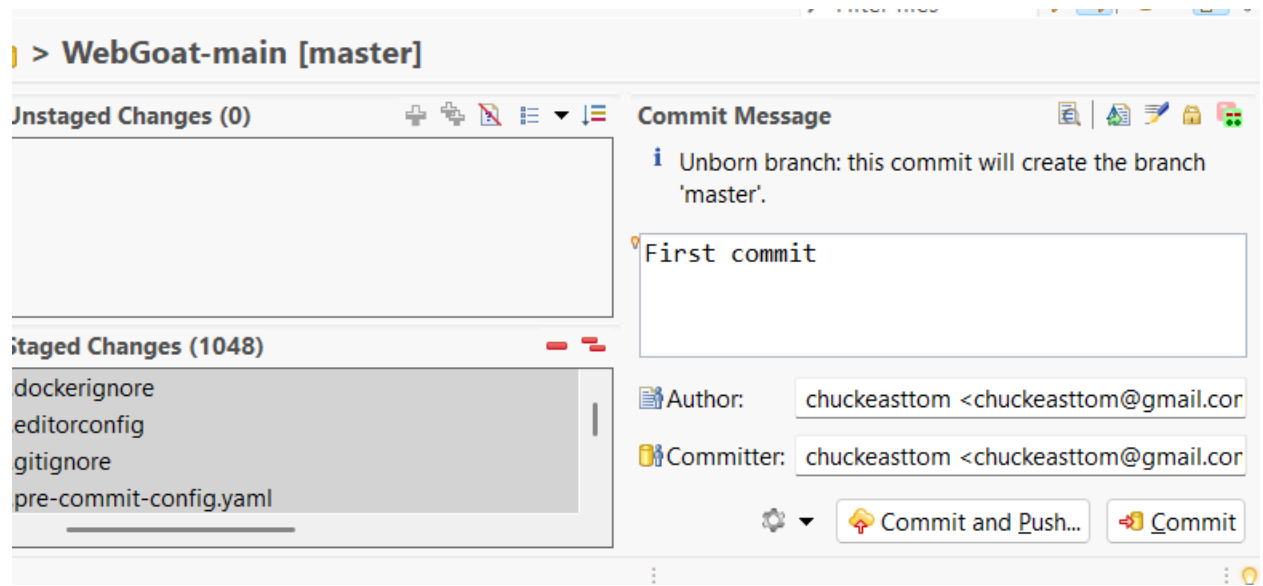 > WebGoat-main [master]
Unstaged Changes (0)
Commit Message
i Unborn branch: this commit will create the branch
'master'.
First commit
Staged Changes (1048)
.dockerignore
.editorconfig
.gitignore
.pre-commit-config.yaml
Author: chuckeasttom <chuckeasttom@gmail.com
Committer: chuckeasttom <chuckeasttom@gmail.com
Commit and Push...
Commit